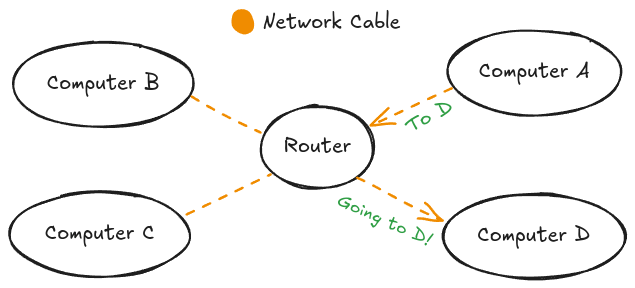 Network Cable
Computer B
Computer A
To D
Router
Going to D!
Computer C
Computer D